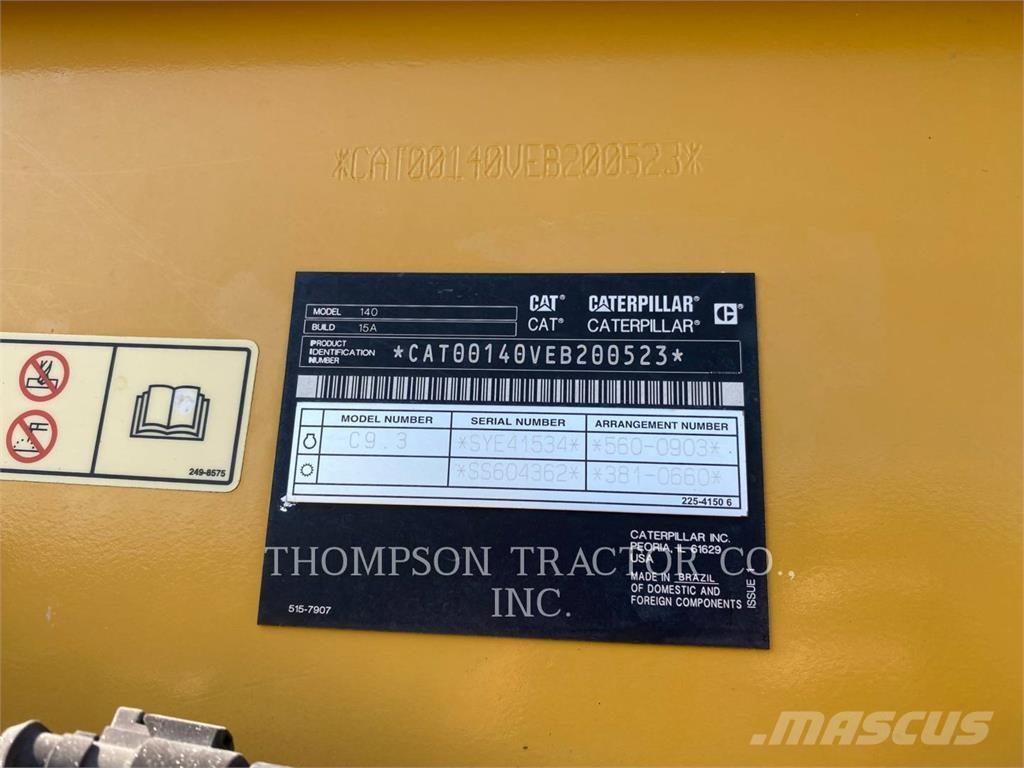 *CAT00140VEB200523*
MODEL 140
BUILD 15A
CAT® CATERPILLAR®
CAT® CATERPILLAR®
PRODUCT
IDENTIFICATION
NUMBER
*CAT00140VEB200523*
MODEL NUMBER SERIAL NUMBER ARRANGEMENT NUMBER
C9.3 *SYE41534* *560-0903*.
*SS604362* *381-0660*
225-4150 6
249-8575
CATERPILLAR INC.
PEORIA, IL 61629
USA
MADE IN BRAZIL
OF DOMESTIC AND
FOREIGN COMPONENTS
ISSUE 1
515-7907
THOMPSON TRACTOR CO.,
INC.
MASCUS